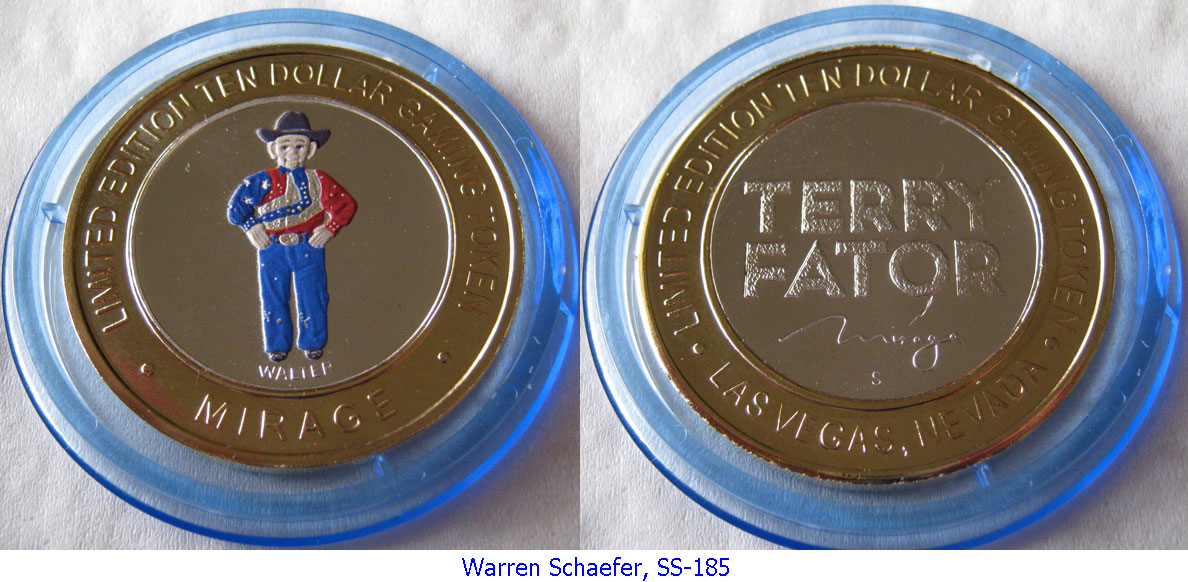 LIMITED EDITION TEN DOLLAR GAMING TOKEN
WALTER
• MIRAGE •
LIMITED EDITION TEN DOLLAR GAMING TOKEN
TERRY
FATOR
Mirage
S
• LAS VEGAS, NEVADA •
Warren Schaefer, SS-185